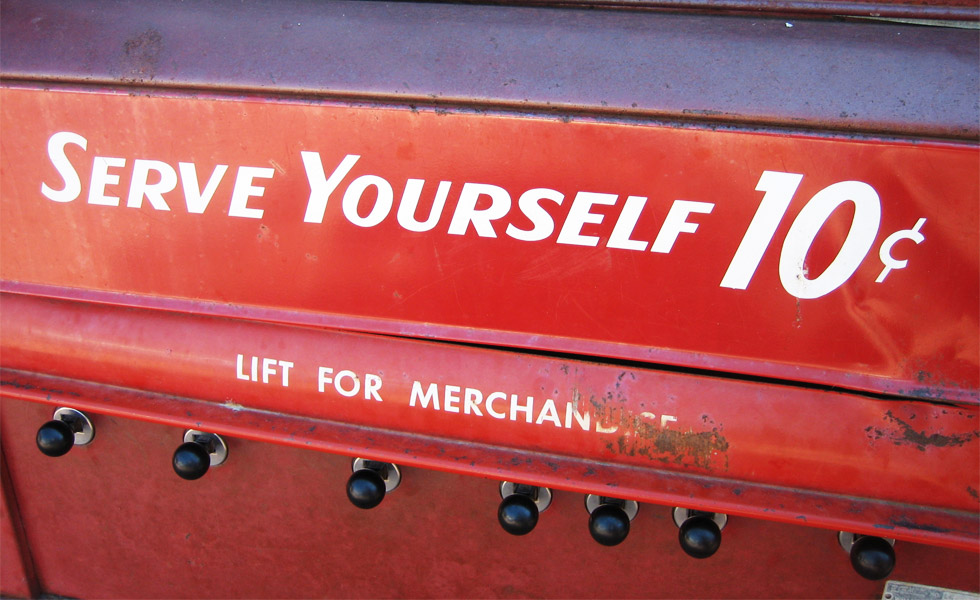 SERVE YOURSELF 10¢
LIFT FOR MERCHANDISE